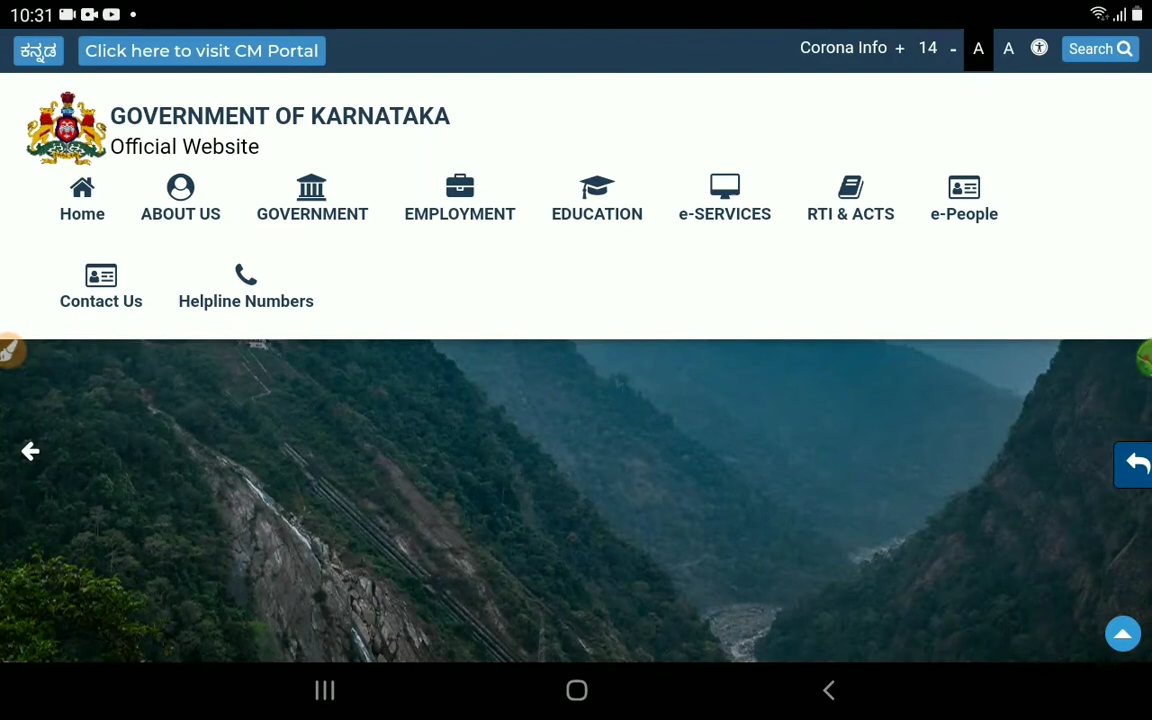 10:31
ಕನ್ನಡ Click here to visit CM Portal Corona Info + 14 - A A Search
GOVERNMENT OF KARNATAKA
Official Website
Home ABOUT US GOVERNMENT EMPLOYMENT EDUCATION e-SERVICES RTI & ACTS e-People
Contact Us Helpline Numbers